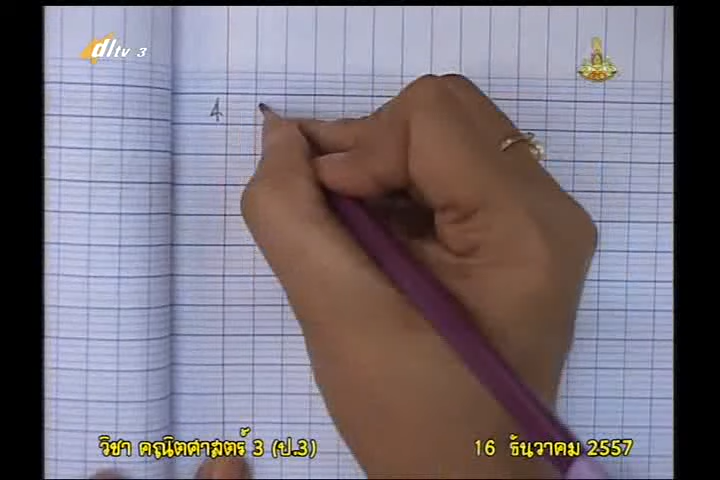 dltv 3
4
วิชา คณิตศาสตร์ 3 (ป.3)
16 ธันวาคม 2557